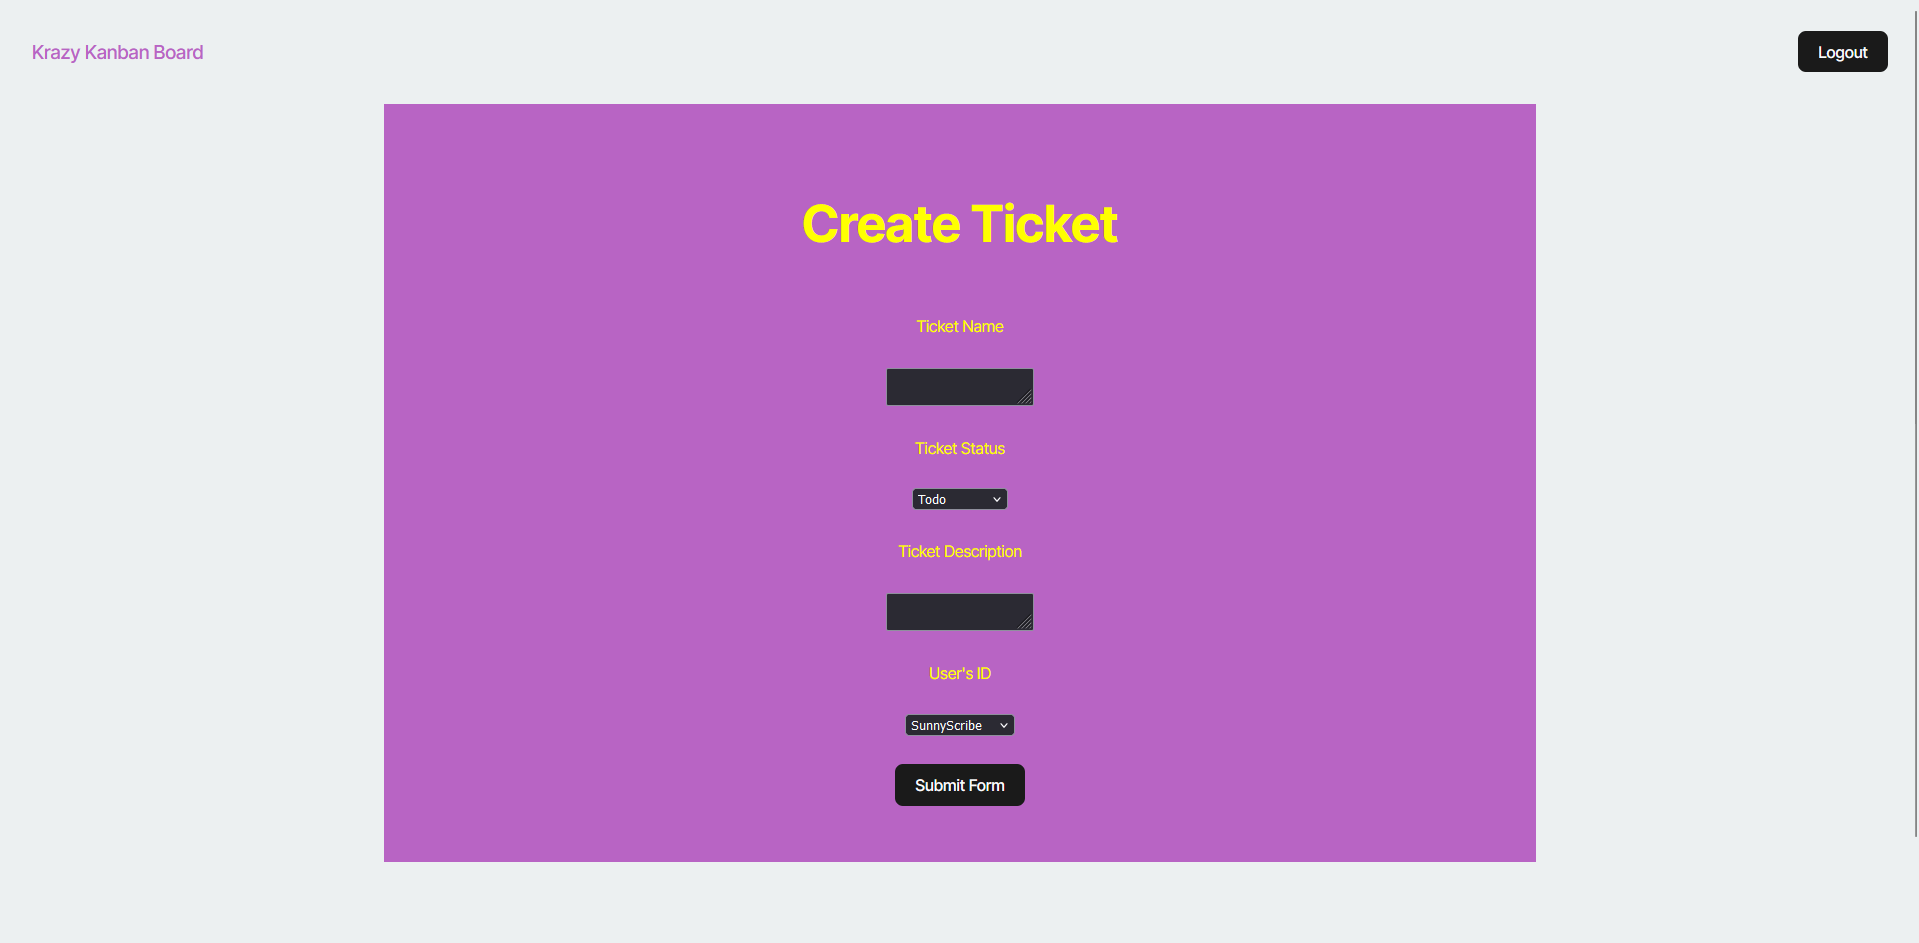 Krazy Kanban Board
Logout
Create Ticket
Ticket Name
Ticket Status
Todo
Ticket Description
User's ID
SunnyScribe
Submit Form